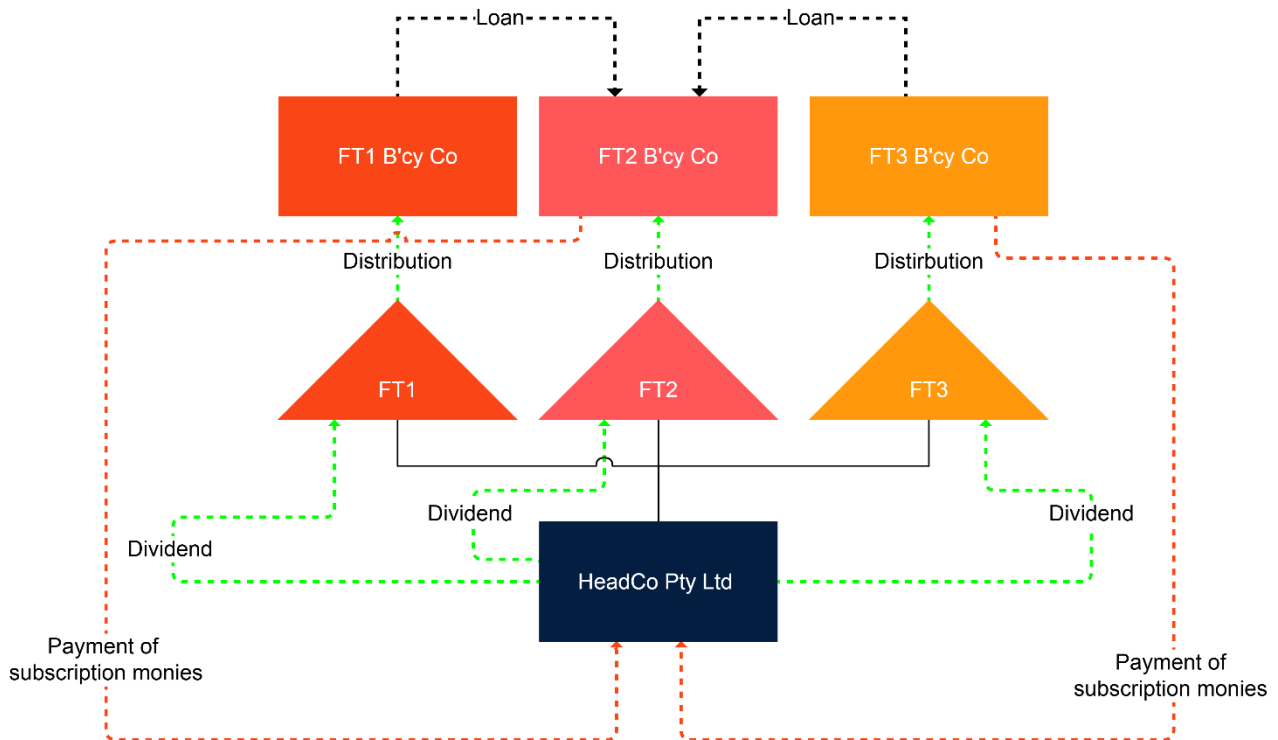 Loan
Loan
FT1 B'cy Co
FT2 B'cy Co
FT3 B'cy Co
Distribution
Distribution
Distirbution
FT1
FT2
FT3
Dividend
Dividend
Dividend
HeadCo Pty Ltd
Payment of
subscription monies
Payment of
subscription monies